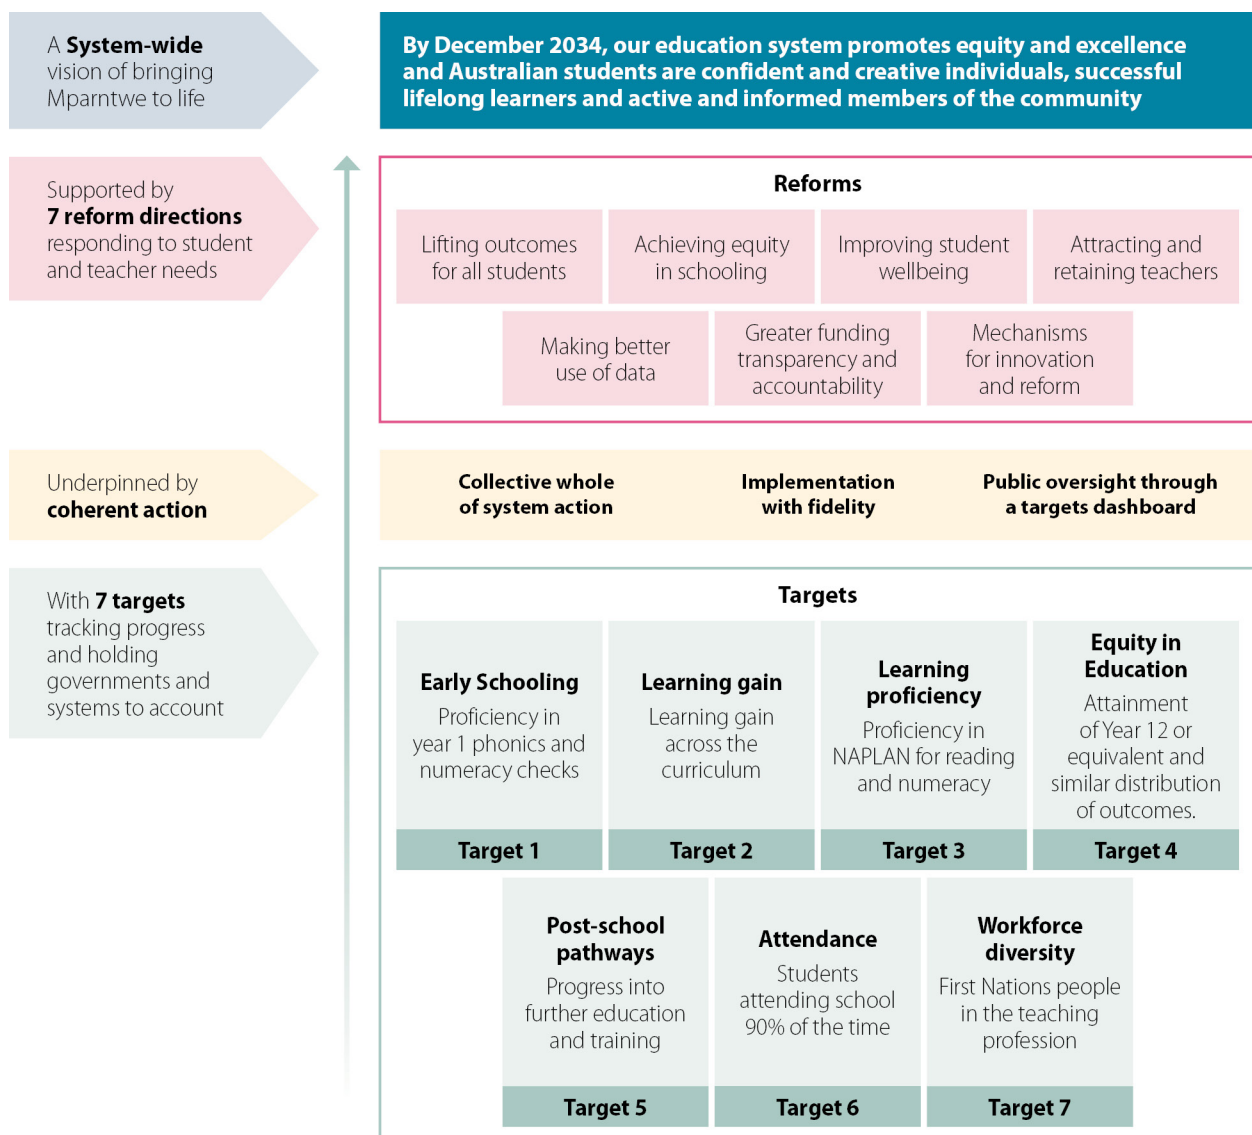 A System-wide
vision of bringing
Mparntwe to life
By December 2034, our education system promotes equity and excellence
and Australian students are confident and creative individuals, successful
lifelong learners and active and informed members of the community
Supported by
7 reform directions
responding to student
and teacher needs
Reforms
Lifting outcomes
for all students
Achieving equity
in schooling
Improving student
wellbeing
Attracting and
retaining teachers
Making better
use of data
Greater funding
transparency and
accountability
Mechanisms
for innovation
and reform
Underpinned by
coherent action
Collective whole
of system action
Implementation
with fidelity
Public oversight through
a targets dashboard
With 7 targets
tracking progress
and holding
governments and
systems to account
Targets
Early Schooling
Proficiency in
year 1 phonics and
numeracy checks
Target 1
Learning gain
Learning gain
across the
curriculum
Target 2
Learning
proficiency
Proficiency in
NAPLAN for reading
and numeracy
Target 3
Equity in
Education
Attainment
of Year 12 or
equivalent and
similar distribution
of outcomes.
Target 4
Post-school
pathways
Progress into
further education
and training
Target 5
Attendance
Students
attending school
90% of the time
Target 6
Workforce
diversity
First Nations people
in the teaching
profession
Target 7